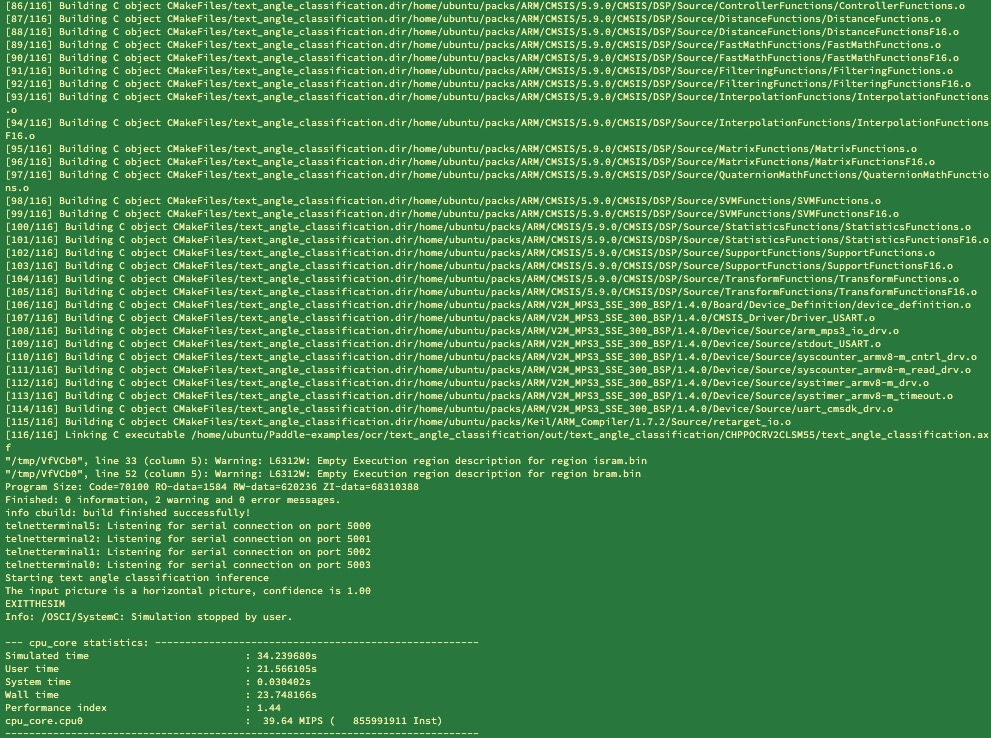 [86/116] Building C object CMakeFiles/text_angle_classification.dir/home/ubuntu/packs/ARM/CMSIS/5.9.0/CMSIS/DSP/Source/ControllerFunctions/ControllerFunctions.o
[87/116] Building C object CMakeFiles/text_angle_classification.dir/home/ubuntu/packs/ARM/CMSIS/5.9.0/CMSIS/DSP/Source/DistanceFunctions/DistanceFunctions.o
[88/116] Building C object CMakeFiles/text_angle_classification.dir/home/ubuntu/packs/ARM/CMSIS/5.9.0/CMSIS/DSP/Source/DistanceFunctions/DistanceFunctionsF16.o
[89/116] Building C object CMakeFiles/text_angle_classification.dir/home/ubuntu/packs/ARM/CMSIS/5.9.0/CMSIS/DSP/Source/FastMathFunctions/FastMathFunctions.o
[90/116] Building C object CMakeFiles/text_angle_classification.dir/home/ubuntu/packs/ARM/CMSIS/5.9.0/CMSIS/DSP/Source/FastMathFunctions/FastMathFunctionsF16.o
[91/116] Building C object CMakeFiles/text_angle_classification.dir/home/ubuntu/packs/ARM/CMSIS/5.9.0/CMSIS/DSP/Source/FilteringFunctions/FilteringFunctions.o
[92/116] Building C object CMakeFiles/text_angle_classification.dir/home/ubuntu/packs/ARM/CMSIS/5.9.0/CMSIS/DSP/Source/FilteringFunctions/FilteringFunctionsF16.o
[93/116] Building C object CMakeFiles/text_angle_classification.dir/home/ubuntu/packs/ARM/CMSIS/5.9.0/CMSIS/DSP/Source/InterpolationFunctions/InterpolationFunctions
.o
[94/116] Building C object CMakeFiles/text_angle_classification.dir/home/ubuntu/packs/ARM/CMSIS/5.9.0/CMSIS/DSP/Source/InterpolationFunctions/InterpolationFunctions
F16.o
[95/116] Building C object CMakeFiles/text_angle_classification.dir/home/ubuntu/packs/ARM/CMSIS/5.9.0/CMSIS/DSP/Source/MatrixFunctions/MatrixFunctions.o
[96/116] Building C object CMakeFiles/text_angle_classification.dir/home/ubuntu/packs/ARM/CMSIS/5.9.0/CMSIS/DSP/Source/MatrixFunctions/MatrixFunctionsF16.o
[97/116] Building C object CMakeFiles/text_angle_classification.dir/home/ubuntu/packs/ARM/CMSIS/5.9.0/CMSIS/DSP/Source/QuaternionMathFunctions/QuaternionMathFunctio
ns.o
[98/116] Building C object CMakeFiles/text_angle_classification.dir/home/ubuntu/packs/ARM/CMSIS/5.9.0/CMSIS/DSP/Source/SVMFunctions/SVMFunctions.o
[99/116] Building C object CMakeFiles/text_angle_classification.dir/home/ubuntu/packs/ARM/CMSIS/5.9.0/CMSIS/DSP/Source/SVMFunctions/SVMFunctionsF16.o
[100/116] Building C object CMakeFiles/text_angle_classification.dir/home/ubuntu/packs/ARM/CMSIS/5.9.0/CMSIS/DSP/Source/StatisticsFunctions/StatisticsFunctions.o
[101/116] Building C object CMakeFiles/text_angle_classification.dir/home/ubuntu/packs/ARM/CMSIS/5.9.0/CMSIS/DSP/Source/StatisticsFunctions/StatisticsFunctionsF16.o
[102/116] Building C object CMakeFiles/text_angle_classification.dir/home/ubuntu/packs/ARM/CMSIS/5.9.0/CMSIS/DSP/Source/SupportFunctions/SupportFunctions.o
[103/116] Building C object CMakeFiles/text_angle_classification.dir/home/ubuntu/packs/ARM/CMSIS/5.9.0/CMSIS/DSP/Source/SupportFunctions/SupportFunctionsF16.o
[104/116] Building C object CMakeFiles/text_angle_classification.dir/home/ubuntu/packs/ARM/CMSIS/5.9.0/CMSIS/DSP/Source/TransformFunctions/TransformFunctions.o
[105/116] Building C object CMakeFiles/text_angle_classification.dir/home/ubuntu/packs/ARM/CMSIS/5.9.0/CMSIS/DSP/Source/TransformFunctions/TransformFunctionsF16.o
[106/116] Building C object CMakeFiles/text_angle_classification.dir/home/ubuntu/packs/ARM/V2M_MPS3_SSE_300_BSP/1.4.0/Board/Device_Definition/device_definition.o
[107/116] Building C object CMakeFiles/text_angle_classification.dir/home/ubuntu/packs/ARM/V2M_MPS3_SSE_300_BSP/1.4.0/CMSIS_Driver/Driver_USART.o
[108/116] Building C object CMakeFiles/text_angle_classification.dir/home/ubuntu/packs/ARM/V2M_MPS3_SSE_300_BSP/1.4.0/Device/Source/arm_mps3_io_drv.o
[109/116] Building C object CMakeFiles/text_angle_classification.dir/home/ubuntu/packs/ARM/V2M_MPS3_SSE_300_BSP/1.4.0/Device/Source/stdout_USART.o
[110/116] Building C object CMakeFiles/text_angle_classification.dir/home/ubuntu/packs/ARM/V2M_MPS3_SSE_300_BSP/1.4.0/Device/Source/syscounter_armv8-m_cntrl_drv.o
[111/116] Building C object CMakeFiles/text_angle_classification.dir/home/ubuntu/packs/ARM/V2M_MPS3_SSE_300_BSP/1.4.0/Device/Source/syscounter_armv8-m_read_drv.o
[112/116] Building C object CMakeFiles/text_angle_classification.dir/home/ubuntu/packs/ARM/V2M_MPS3_SSE_300_BSP/1.4.0/Device/Source/systimer_armv8-m_drv.o
[113/116] Building C object CMakeFiles/text_angle_classification.dir/home/ubuntu/packs/ARM/V2M_MPS3_SSE_300_BSP/1.4.0/Device/Source/systimer_armv8-m_timeout.o
[114/116] Building C object CMakeFiles/text_angle_classification.dir/home/ubuntu/packs/ARM/V2M_MPS3_SSE_300_BSP/1.4.0/Device/Source/uart_cmsdk_drv.o
[115/116] Building C object CMakeFiles/text_angle_classification.dir/home/ubuntu/packs/Keil/ARM_Compiler/1.7.2/Source/retarget_io.o
[116/116] Linking C executable /home/ubuntu/Paddle-examples/ocr/text_angle_classification/out/text_angle_classification/CHPPOCRV2CLSM55/text_angle_classification.ax
f
"/tmp/VfVCb0", line 33 (column 5): Warning: L6312W: Empty Execution region description for region isram.bin
"/tmp/VfVCb0", line 52 (column 5): Warning: L6312W: Empty Execution region description for region bram.bin
Program Size: Code=70100 RO-data=1584 RW-data=620236 ZI-data=68310388
Finished: 0 information, 2 warning and 0 error messages.
info cbuild: build finished successfully!
telnetterminal5: Listening for serial connection on port 5000
telnetterminal2: Listening for serial connection on port 5001
telnetterminal1: Listening for serial connection on port 5002
telnetterminal0: Listening for serial connection on port 5003
Starting text angle classification inference
The input picture is a horizontal picture, confidence is 1.00
EXITTHESIM
Info: /OSCI/SystemC: Simulation stopped by user.
--- cpu_core statistics: ------------------------------------------------------
Simulated time : 34.239680s
User time : 21.566105s
System time : 0.030402s
Wall time : 23.748166s
Performance index : 1.44
cpu_core.cpu0 : 39.64 MIPS ( 855991911 Inst)
-------------------------------------------------------------------------------